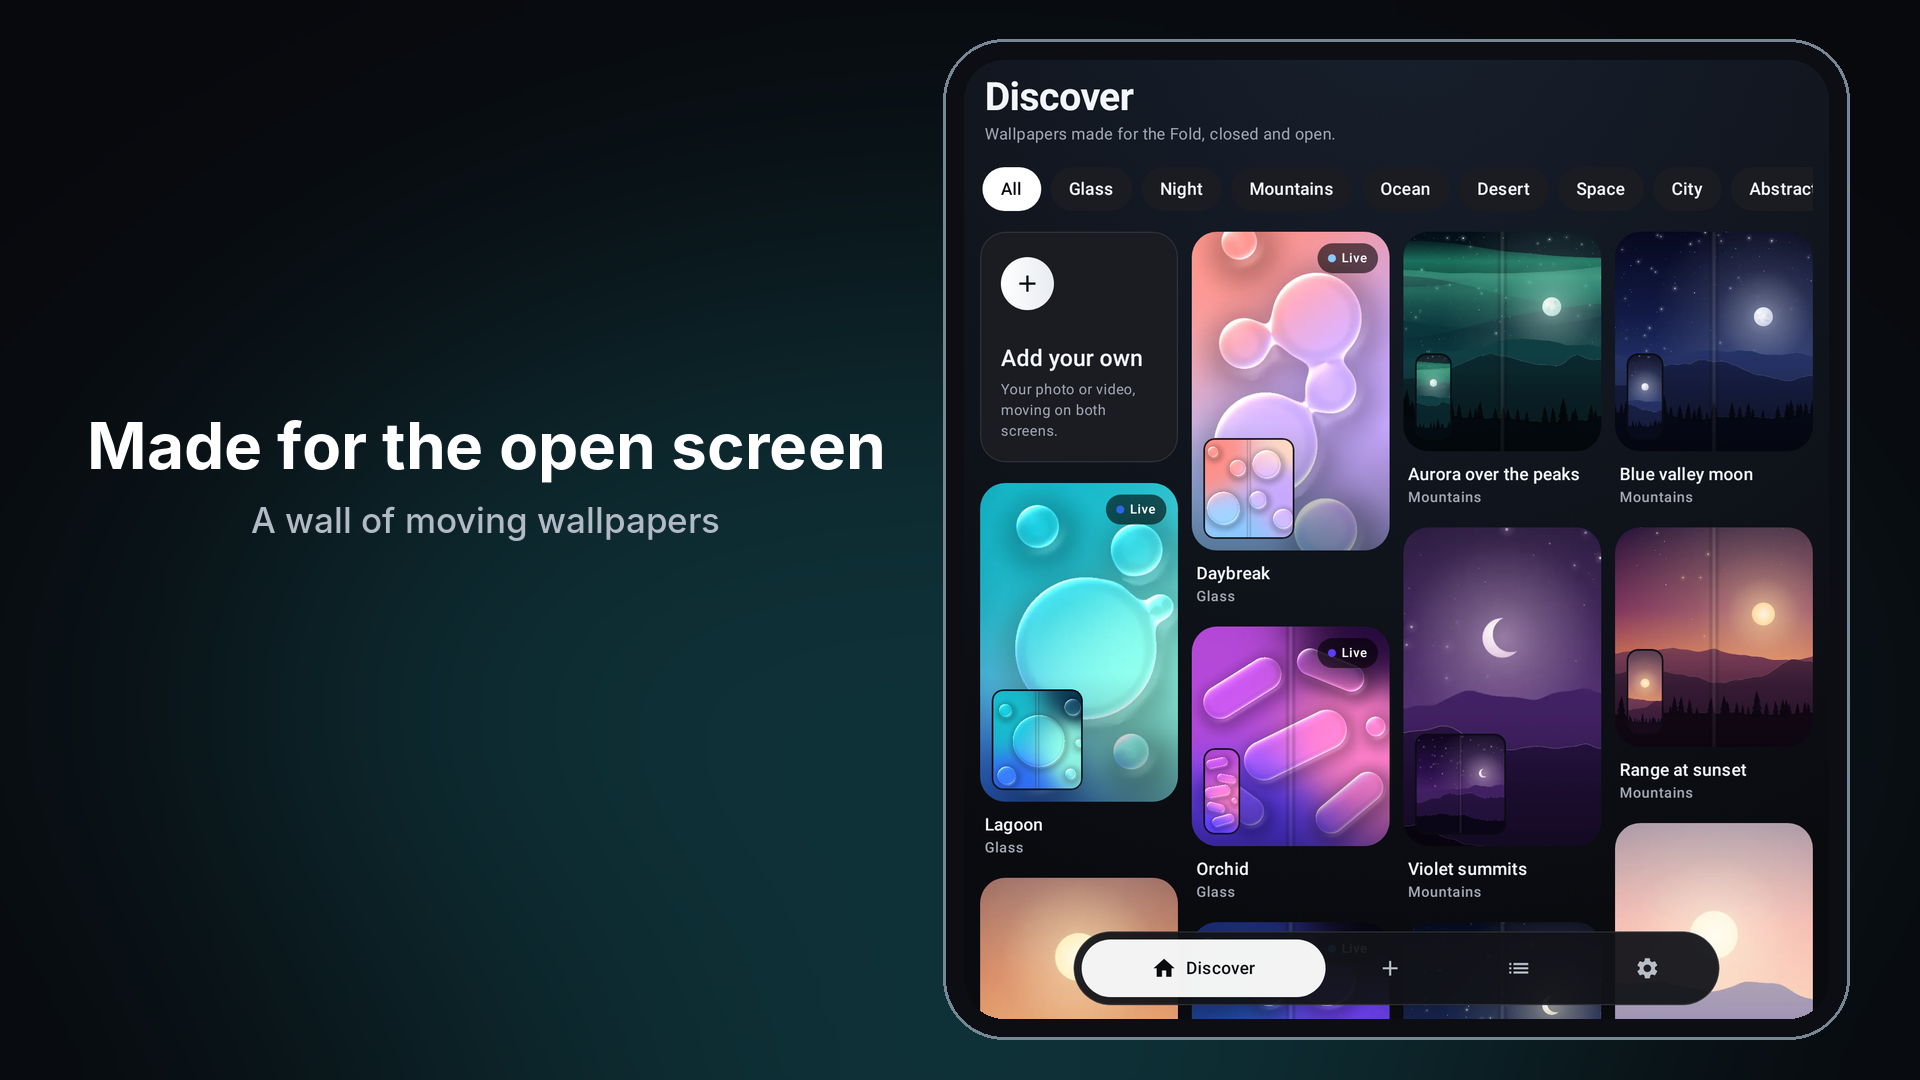 Made for the open screen
A wall of moving wallpapers
Discover
Wallpapers made for the Fold, closed and open.
All
Glass
Night
Mountains
Ocean
Desert
Space
City
Abstract
Add your own
Your photo or video,
moving on both
screens.
Live
Lagoon
Glass
Live
Daybreak
Glass
Live
Orchid
Glass
Live
Aurora over the peaks
Mountains
Violet summits
Mountains
Blue valley moon
Mountains
Range at sunset
Mountains
Discover